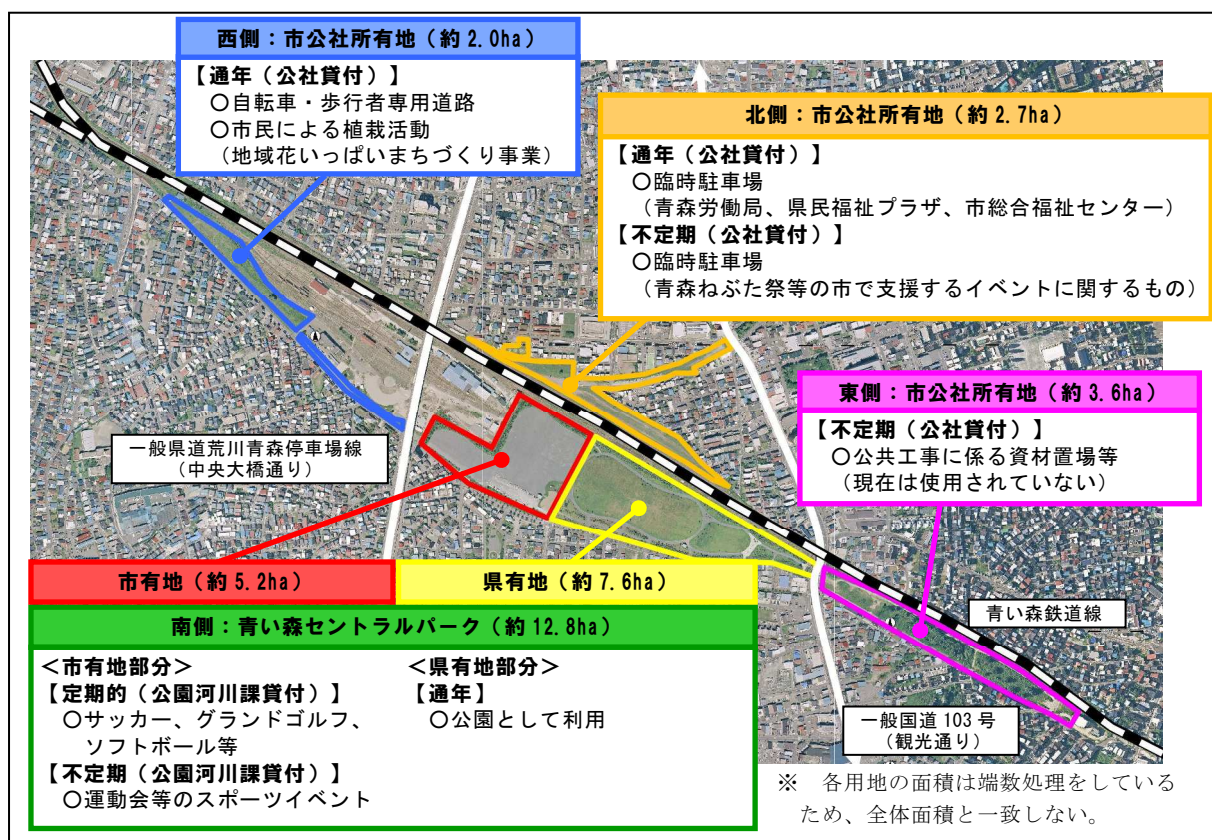 西側：市公社所有地（約 2.0ha）
【通年（公社貸付）】
○自転車・歩行者専用道路
○市民による植栽活動
（地域花いっぱいまちづくり事業）
北側：市公社所有地（約 2.7ha）
【通年（公社貸付）】
○臨時駐車場
（青森労働局、県民福祉プラザ、市総合福祉センター）
【不定期（公社貸付）】
○臨時駐車場
（青森ねぶた祭等の市で支援するイベントに関するもの）
東側：市公社所有地（約 3.6ha）
【不定期（公社貸付）】
○公共工事に係る資材置場等
（現在は使用されていない）
一般県道荒川青森停車場線
（中央大橋通り）
市有地（約 5.2ha）
県有地（約 7.6ha）
南側：青い森セントラルパーク（約 12.8ha）
＜市有地部分＞
【定期的（公園河川課貸付）】
○サッカー、グランドゴルフ、
ソフトボール等
【不定期（公園河川課貸付）】
○運動会等のスポーツイベント
＜県有地部分＞
【通年】
○公園として利用
青い森鉄道線
一般国道 103 号
（観光通り）
※　各用地の面積は端数処理をしている
ため、全体面積と一致しない。